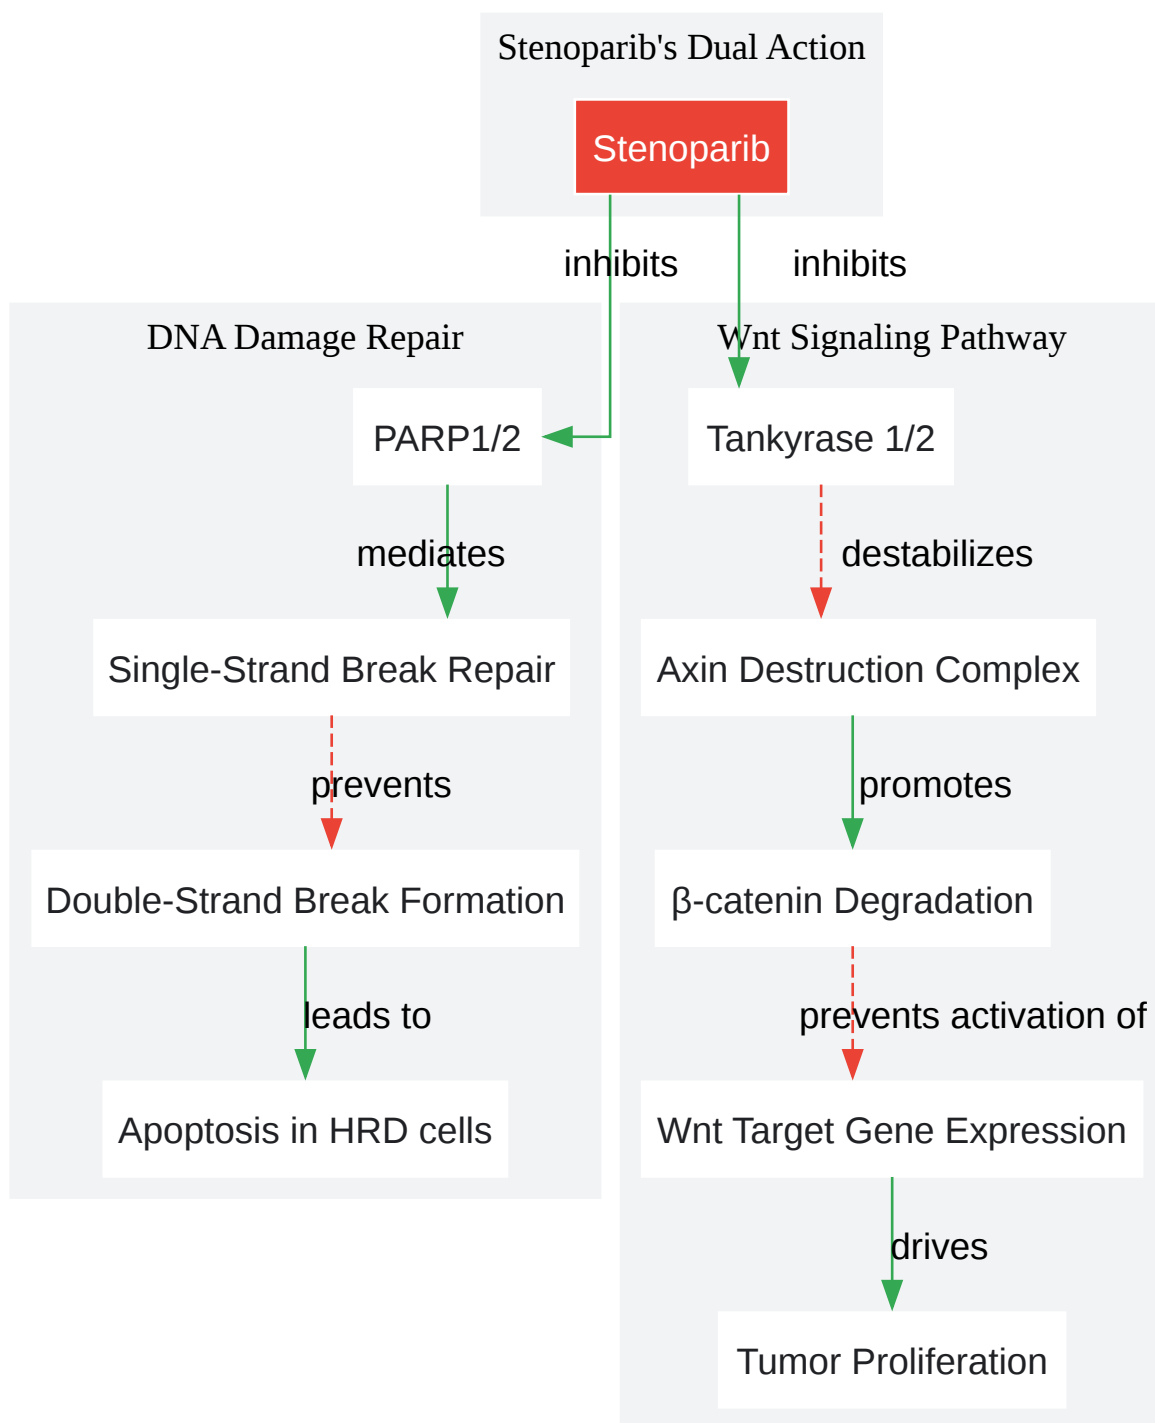 Stenoparib's Dual Action
Stenoparib
inhibits
inhibits
DNA Damage Repair
PARP1/2
mediates
Single-Strand Break Repair
prevents
Double-Strand Break Formation
leads to
Apoptosis in HRD cells
Wnt Signaling Pathway
Tankyrase 1/2
destabilizes
Axin Destruction Complex
promotes
β-catenin Degradation
prevents activation of
Wnt Target Gene Expression
drives
Tumor Proliferation